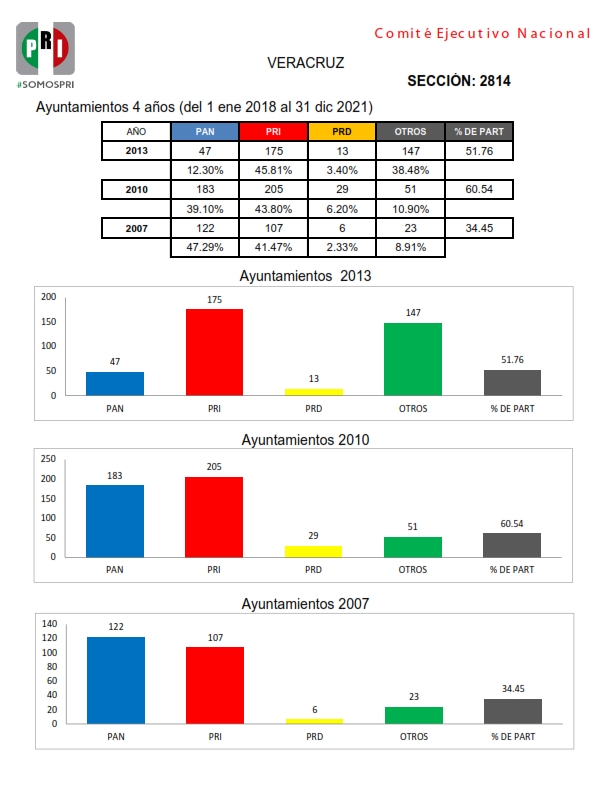 Comité Ejecutivo Nacional
PRI
#SOMOSPRI
VERACRUZ
SECCIÓN: 2814
Ayuntamientos 4 años (del 1 ene 2018 al 31 dic 2021)
AÑO PAN PRI PRD OTROS % DE PART
2013 47 175 13 147 51.76
12.30% 45.81% 3.40% 38.48%
2010 183 205 29 51 60.54
39.10% 43.80% 6.20% 10.90%
2007 122 107 6 23 34.45
47.29% 41.47% 2.33% 8.91%
Ayuntamientos 2013
200
150
100
50
0
47 175 13 147 51.76
PAN PRI PRD OTROS % DE PART
Ayuntamientos 2010
250
200
150
100
50
0
183 205 29 51 60.54
PAN PRI PRD OTROS % DE PART
Ayuntamientos 2007
140
120
100
80
60
40
20
0
122 107 6 23 34.45
PAN PRI PRD OTROS % DE PART